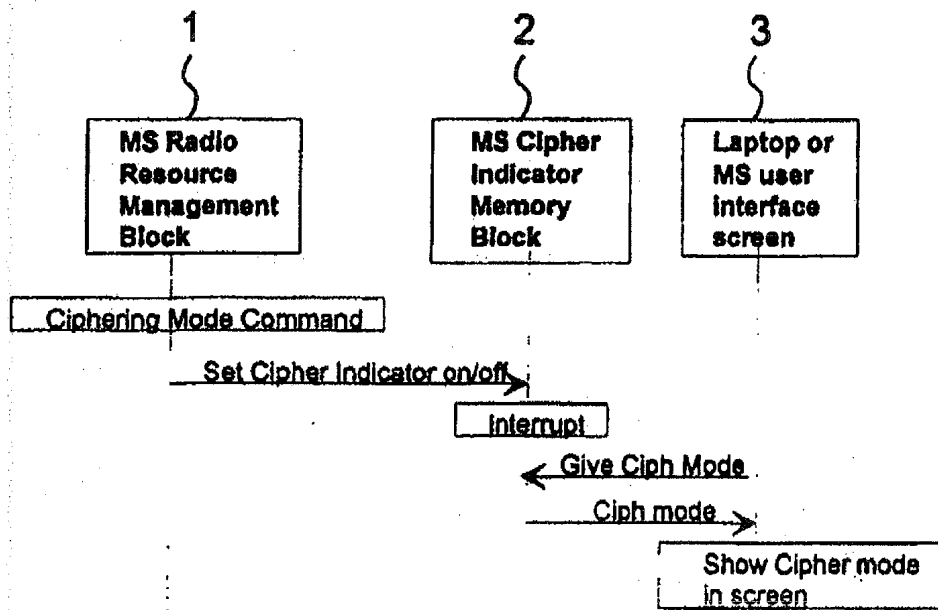 1
2
3
MS Radio
Resource
Management
Block
MS Cipher
Indicator
Memory
Block
Laptop or
MS user
interface
screen
Ciphering Mode Command
Set Cipher Indicator on/off
Interrupt
Give Ciph Mode
Ciph mode
Show Cipher mode
in screen